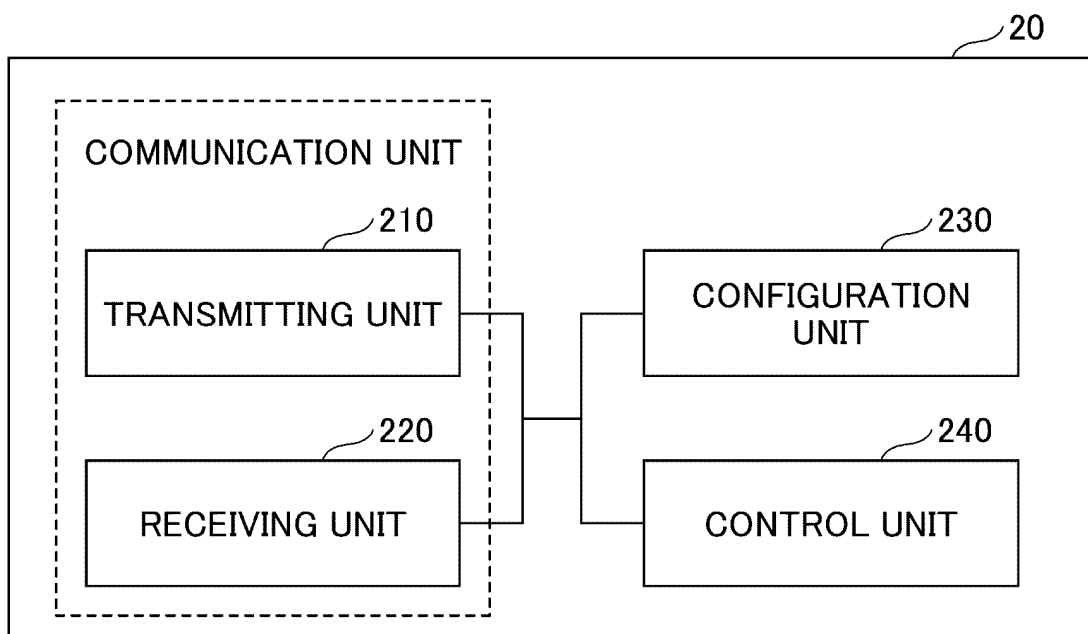 20
COMMUNICATION UNIT
210
TRANSMITTING UNIT
220
RECEIVING UNIT
230
CONFIGURATION
UNIT
240
CONTROL UNIT